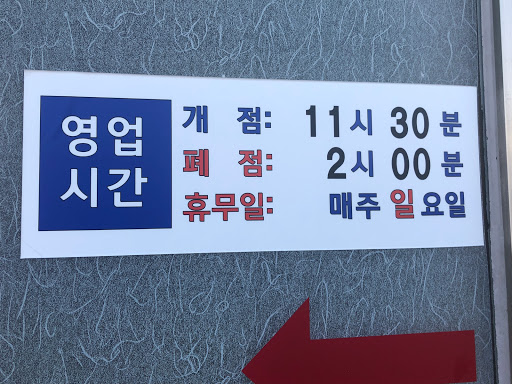 영업
시간
개 점: 11시 30분
폐 점: 2시 00분
휴무일: 매주 일요일